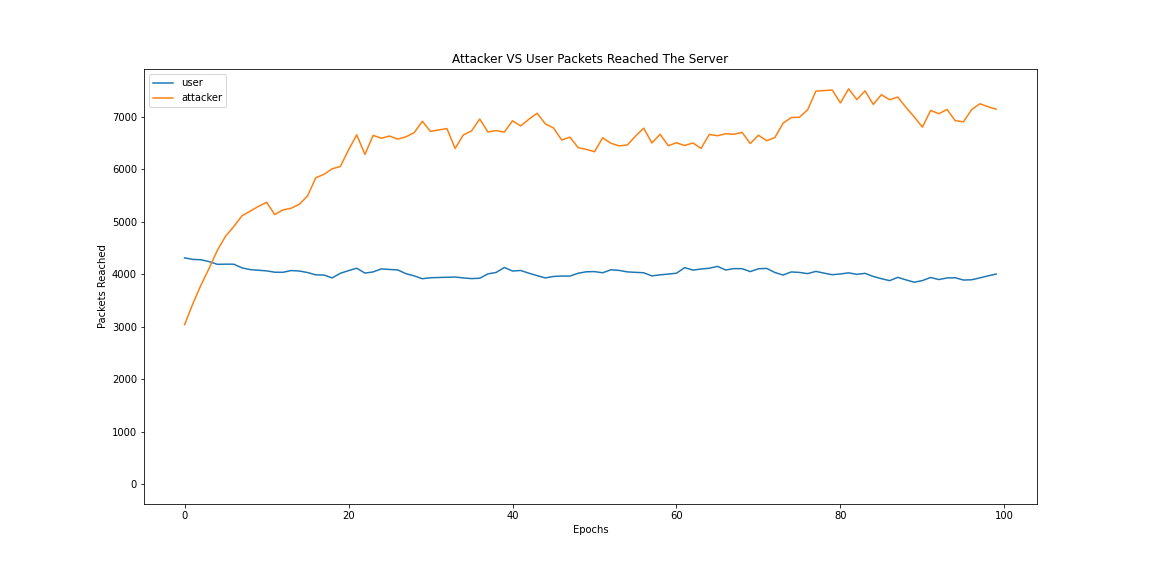 Attacker VS User Packets Reached The Server
user
attacker
7000
6000
5000
4000
3000
2000
1000
0
Packets Reached
0 20 40 60 80 100
Epochs